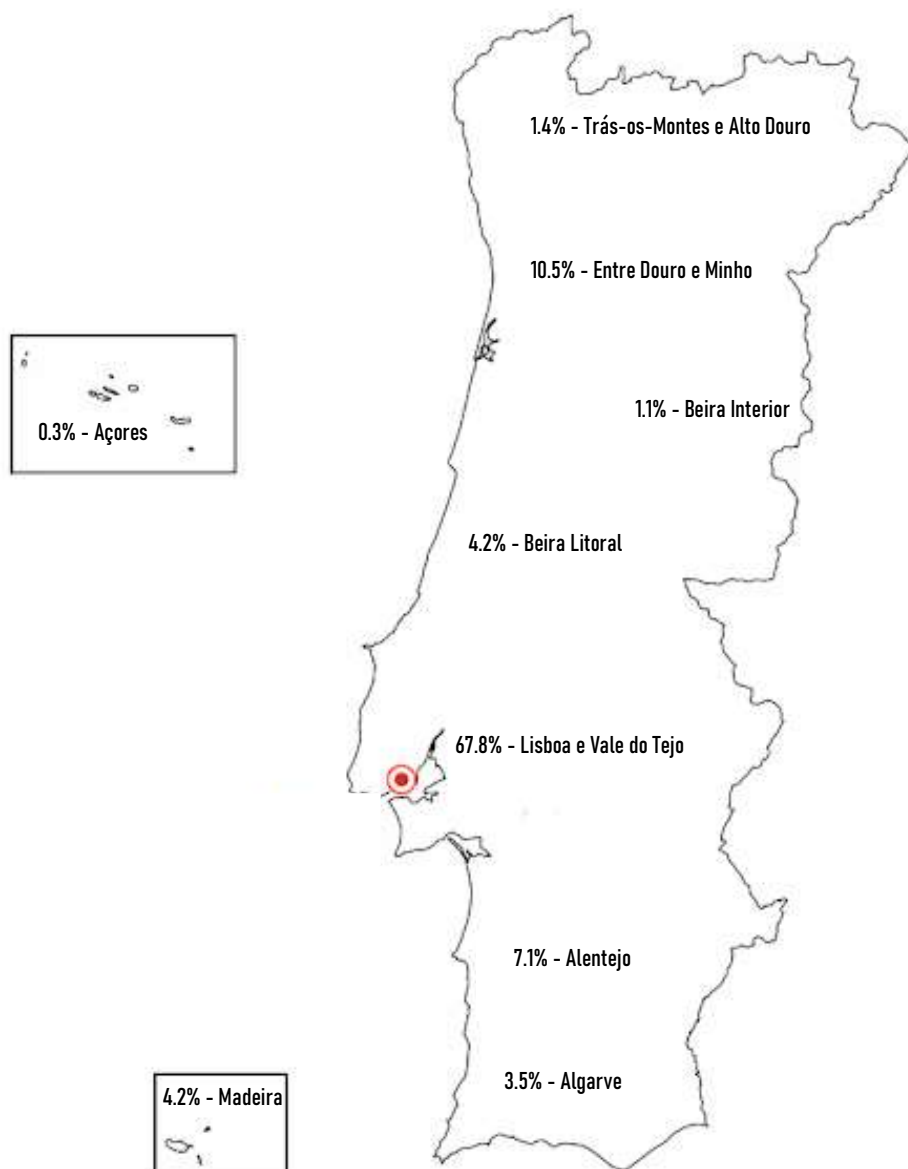 1.4% - Trás-os-Montes e Alto Douro
10.5% - Entre Douro e Minho
1.1% - Beira Interior
0.3% - Açores
4.2% - Beira Litoral
67.8% - Lisboa e Vale do Tejo
7.1% - Alentejo
3.5% - Algarve
4.2% - Madeira